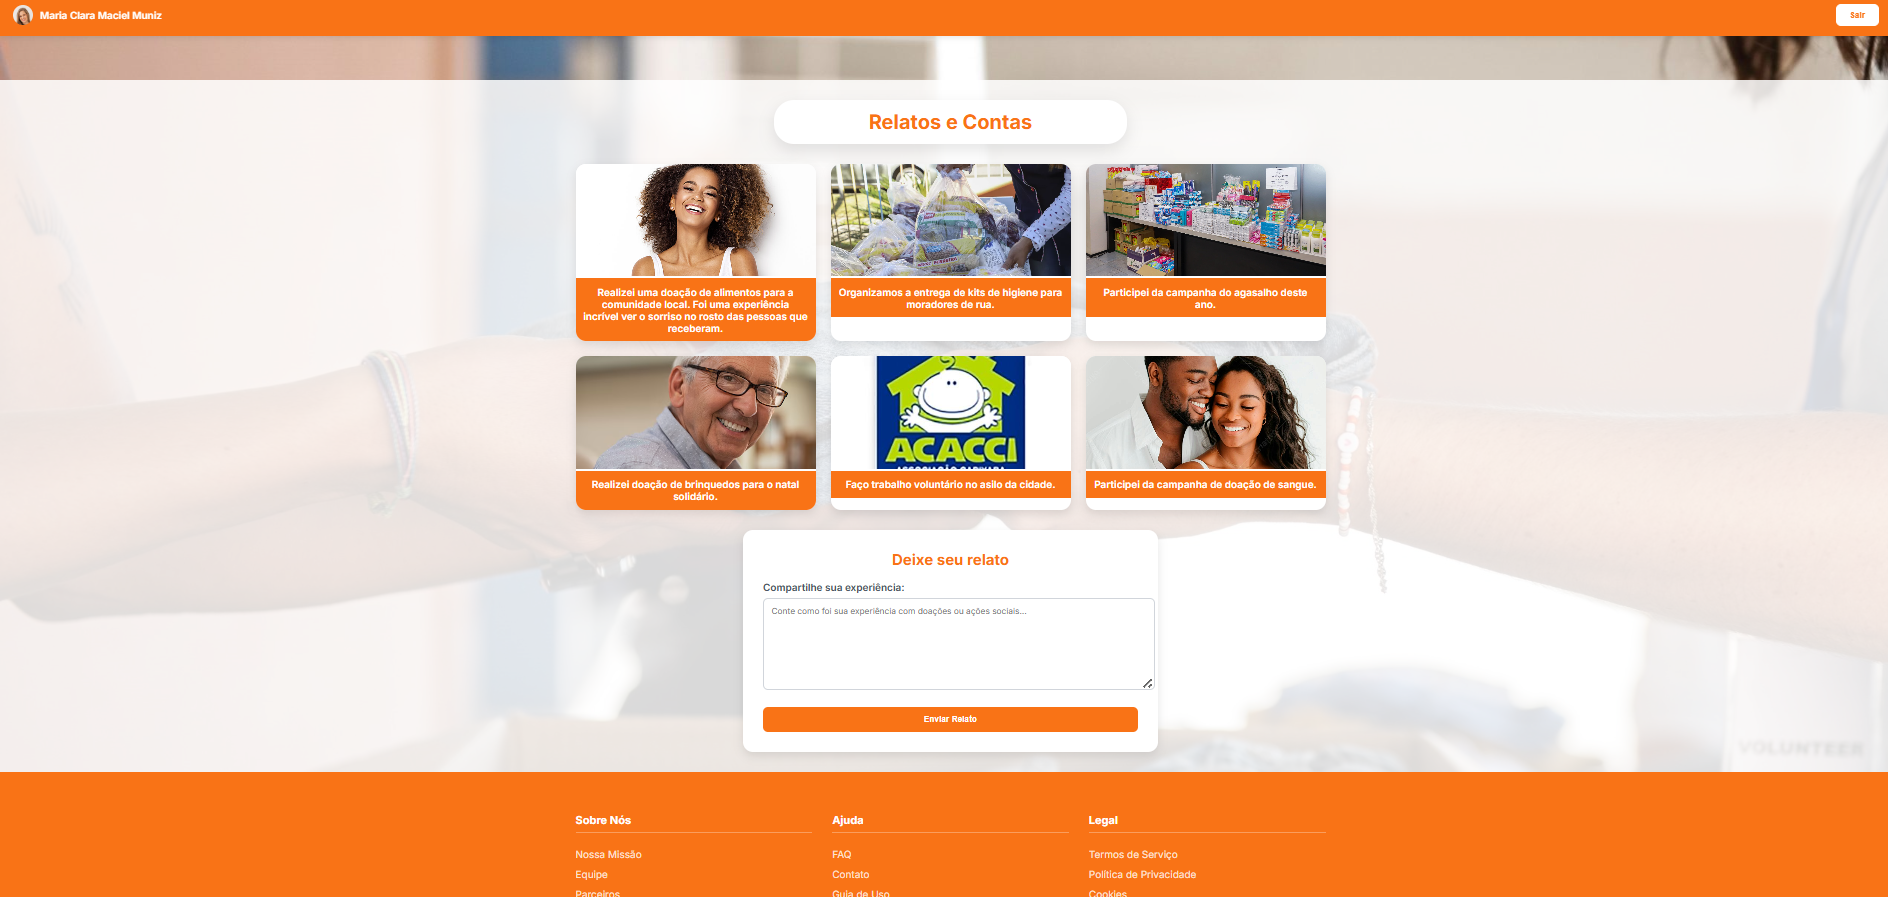 Maria Clara Maciel Muniz
Sair
Relatos e Contas
Realizei uma doação de alimentos para a
comunidade local. Foi uma experiência
incrível ver o sorriso no rosto das pessoas que
receberam.
Organizamos a entrega de kits de higiene para
moradores de rua.
Participei da campanha do agasalho deste
ano.
ACACCI
Realizei doação de brinquedos para o natal
solidário.
Faço trabalho voluntário no asilo da cidade.
Participei da campanha de doação de sangue.
Deixe seu relato
Compartilhe sua experiência:
Conte como foi sua experiência com doações ou ações sociais...
Enviar Relato
VOLUNTEER
Sobre Nós
Nossa Missão
Equipe
Parceiros
Ajuda
FAQ
Contato
Guia de Uso
Legal
Termos de Serviço
Política de Privacidade
Cookies